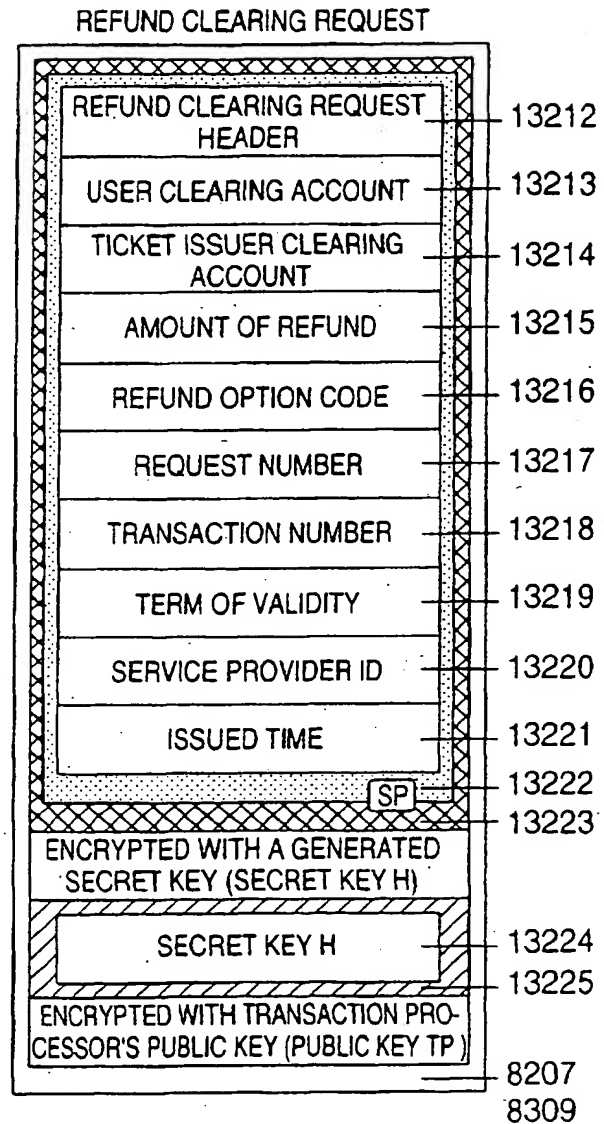 REFUND CLEARING REQUEST
REFUND CLEARING REQUEST
HEADER
13212
USER CLEARING ACCOUNT
13213
TICKET ISSUER CLEARING
ACCOUNT
13214
AMOUNT OF REFUND
13215
REFUND OPTION CODE
13216
REQUEST NUMBER
13217
TRANSACTION NUMBER
13218
TERM OF VALIDITY
13219
SERVICE PROVIDER ID
13220
ISSUED TIME
13221
13222
SP
13223
ENCRYPTED WITH A GENERATED
SECRET KEY (SECRET KEY H)
SECRET KEY H
13224
13225
ENCRYPTED WITH TRANSACTION PRO-
CESSOR'S PUBLIC KEY (PUBLIC KEY TP )
8207
8309